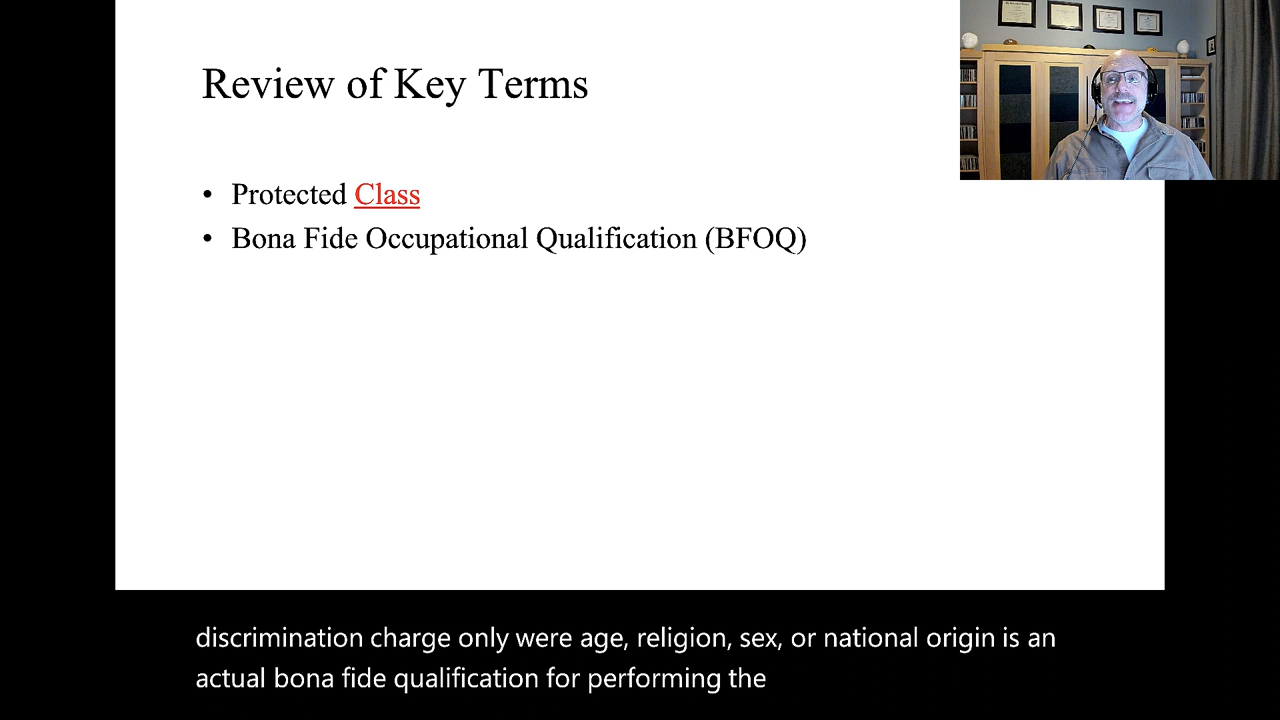 Review of Key Terms
• Protected Class
• Bona Fide Occupational Qualification (BFOQ)
discrimination charge only were age, religion, sex, or national origin is an
actual bona fide qualification for performing the